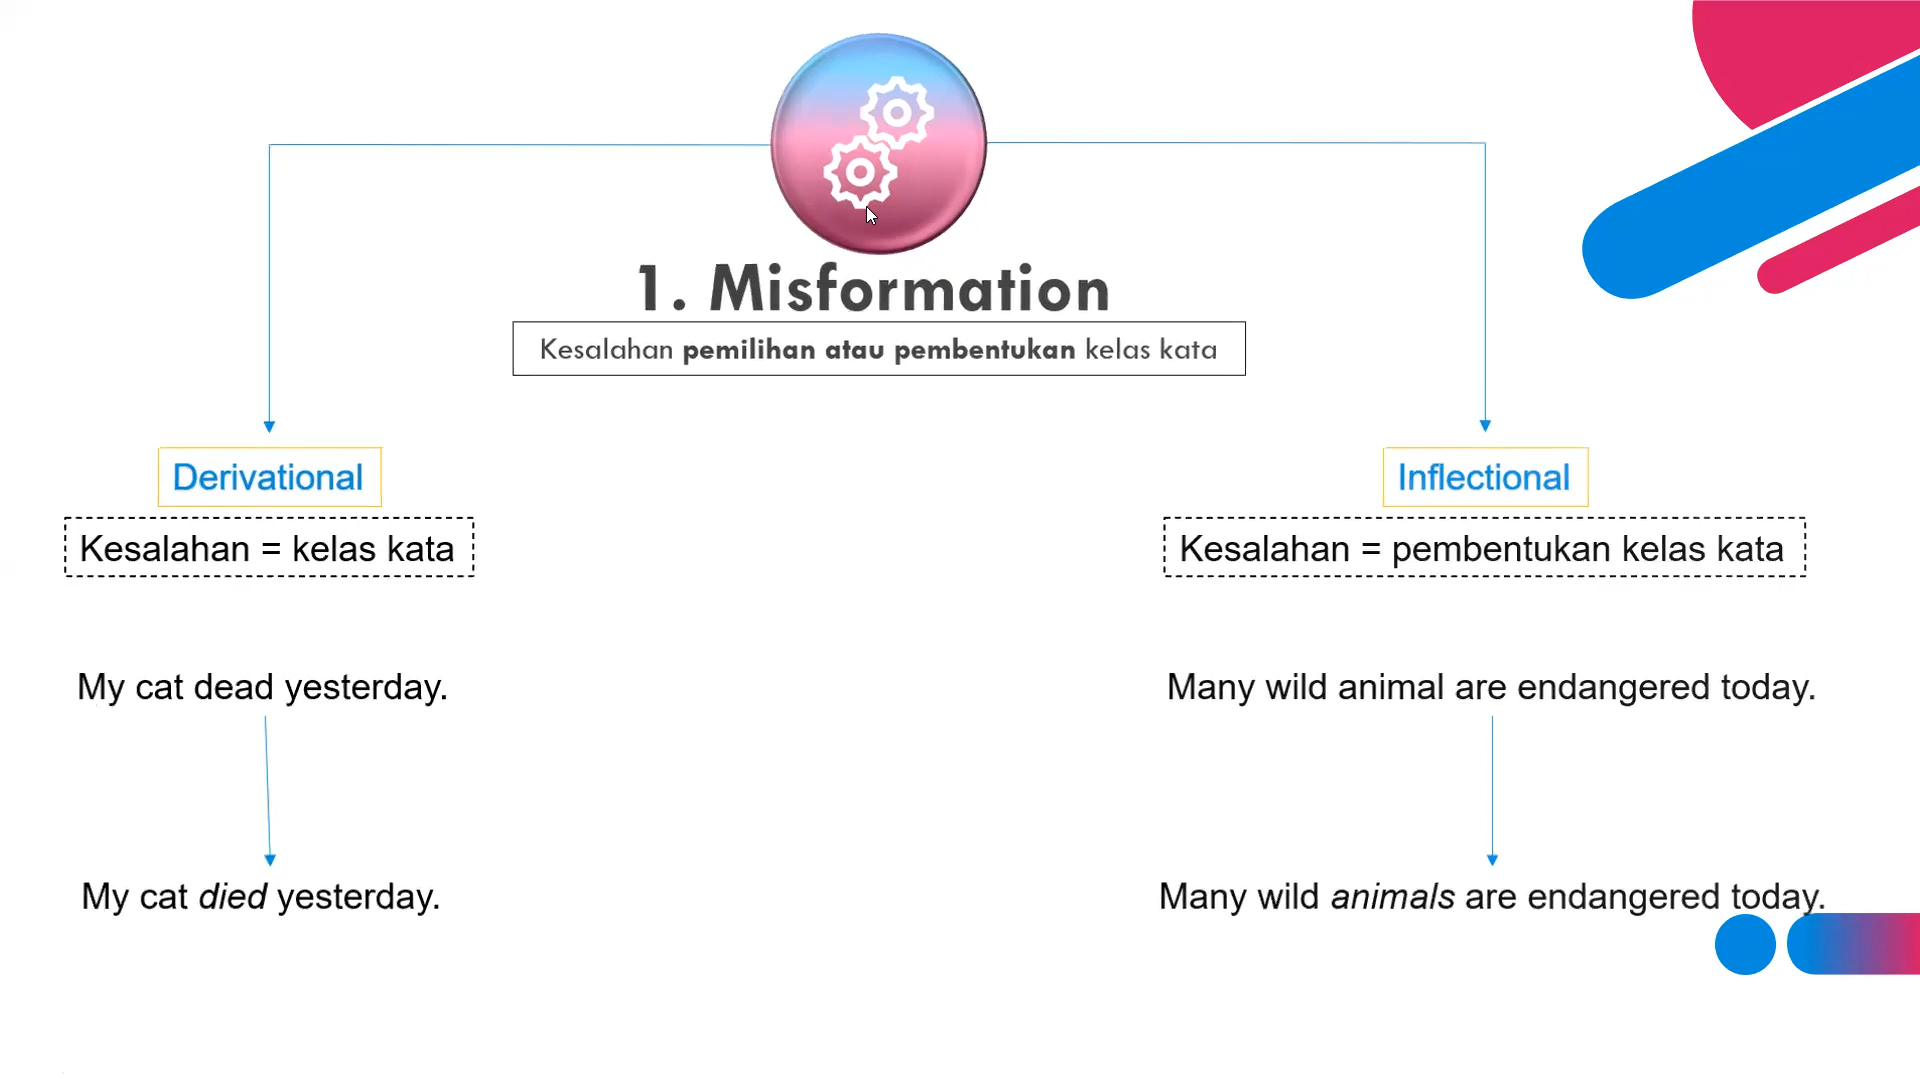 1. Misformation
Kesalahan pemilihan atau pembentukan kelas kata
Derivational
Kesalahan = kelas kata
My cat dead yesterday.
My cat died yesterday.
Inflectional
Kesalahan = pembentukan kelas kata
Many wild animal are endangered today.
Many wild animals are endangered today.